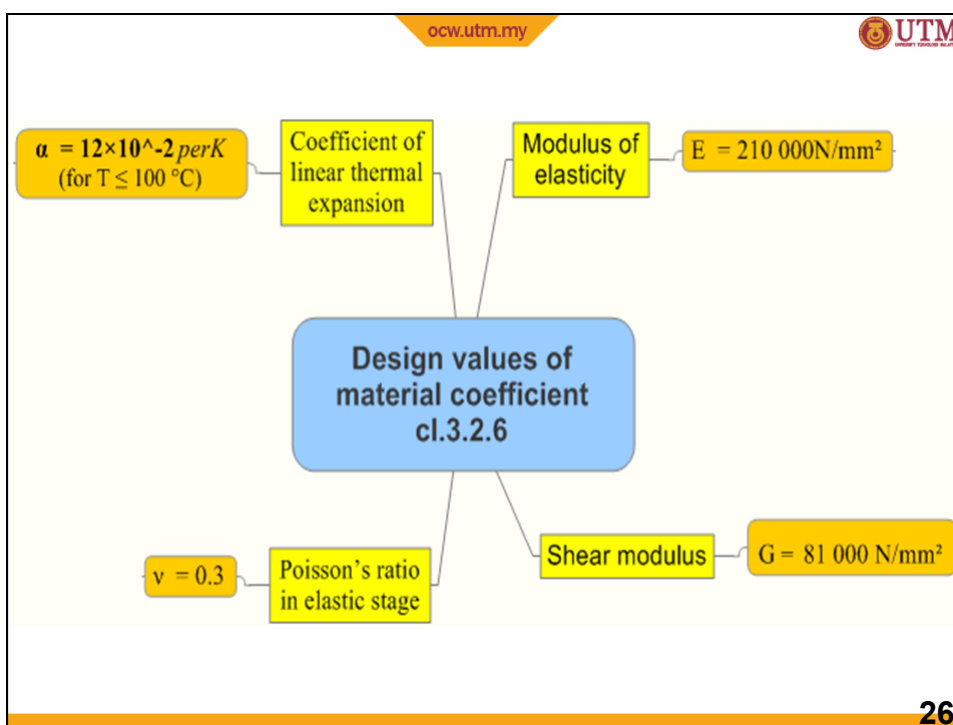 ocw.utm.my
UTM
α = 12×10^-2 perK
(for T ≤ 100 °C)
Coefficient of
linear thermal
expansion
Modulus of
elasticity
E = 210 000N/mm²
Design values of
material coefficient
cl.3.2.6
ν = 0.3
Poisson's ratio
in elastic stage
Shear modulus
G = 81 000 N/mm²
26